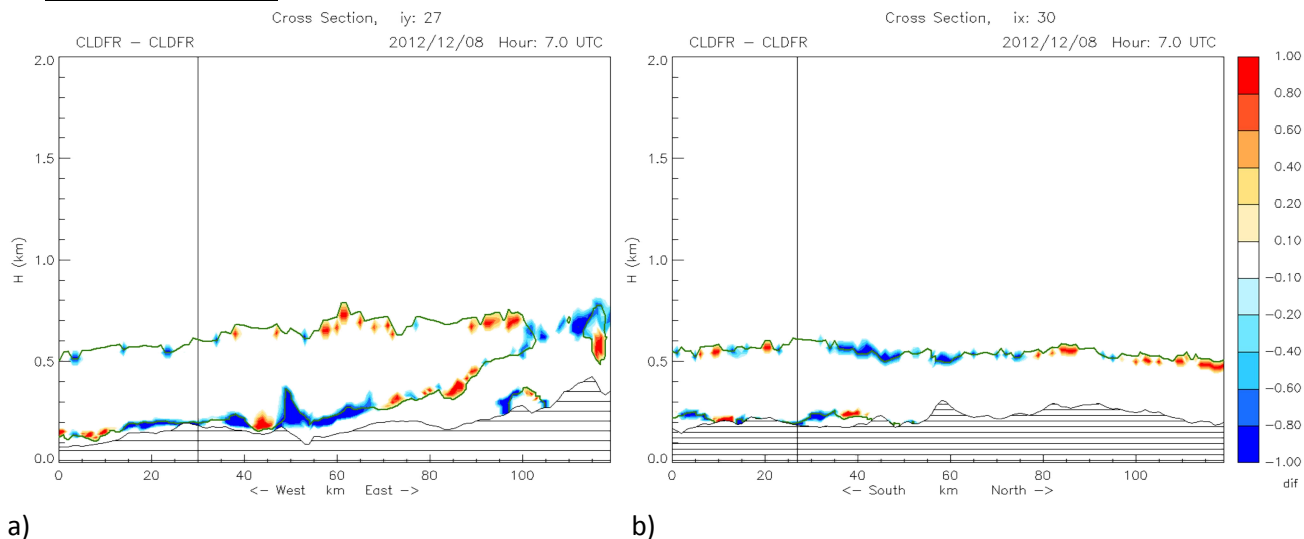 Cross Section, iy: 27
CLDFR − CLDFR 2012/12/08 Hour: 7.0 UTC
2.0
1.5
1.0
0.5
0.0
H (km)
0 20 40 60 80 100
<− West km East −>
a)
Cross Section, ix: 30
CLDFR − CLDFR 2012/12/08 Hour: 7.0 UTC
2.0
1.5
1.0
0.5
0.0
H (km)
0 20 40 60 80 100
<− South km North −>
b)
1.00
0.80
0.60
0.40
0.20
0.10
−0.10
−0.20
−0.40
−0.60
−0.80
−1.00
dif